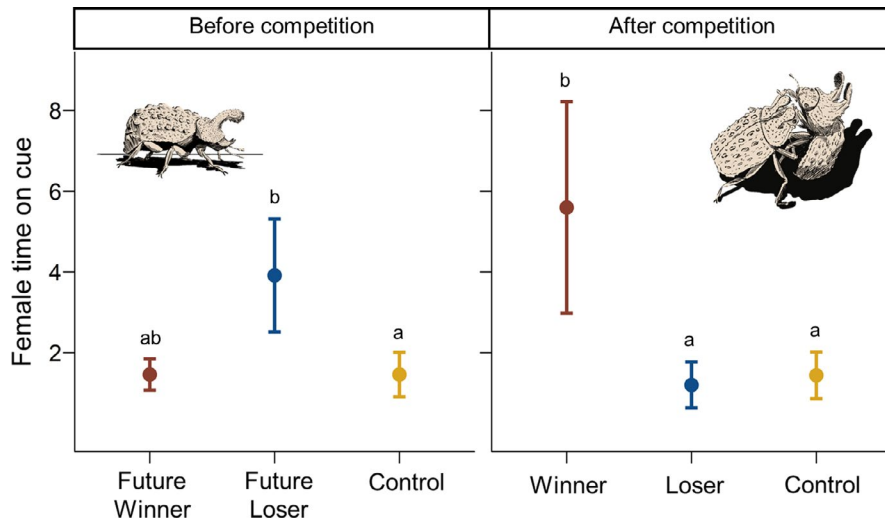 Before competition
After competition
Female time on cue
8
6
4
2
ab
b
a
b
a
a
Future
Winner
Future
Loser
Control
Winner
Loser
Control